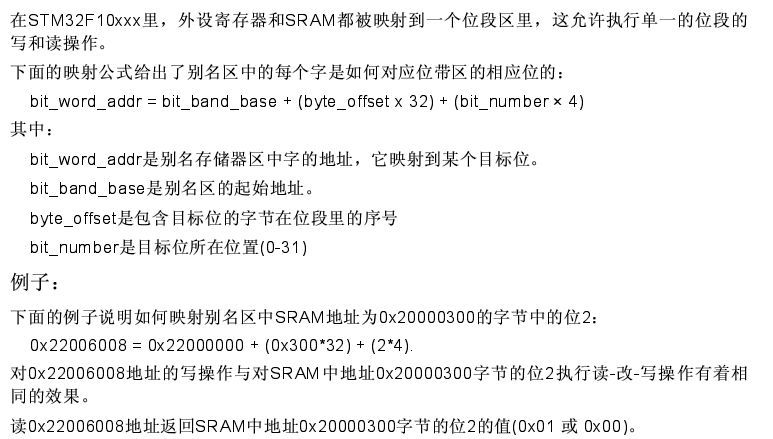 在STM32F10xxx里，外设寄存器和SRAM都被映射到一个位段区里，这允许执行单一的位段的
写和读操作。
下面的映射公式给出了别名区中的每个字是如何对应位带区的相应位的：
bit_word_addr = bit_band_base + (byte_offset x 32) + (bit_number × 4)
其中：
bit_word_addr是别名存储器区中字的地址，它映射到某个目标位。
bit_band_base是别名区的起始地址。
byte_offset是包含目标位的字节在位段里的序号
bit_number是目标位所在位置(0-31)
例子：
下面的例子说明如何映射别名区中SRAM地址为0x20000300的字节中的位2：
0x22006008 = 0x22000000 + (0x300*32) + (2*4).
对0x22006008地址的写操作与对SRAM中地址0x20000300字节的位2执行读-改-写操作有着相
同的效果。
读0x22006008地址返回SRAM中地址0x20000300字节的位2的值(0x01 或 0x00)。